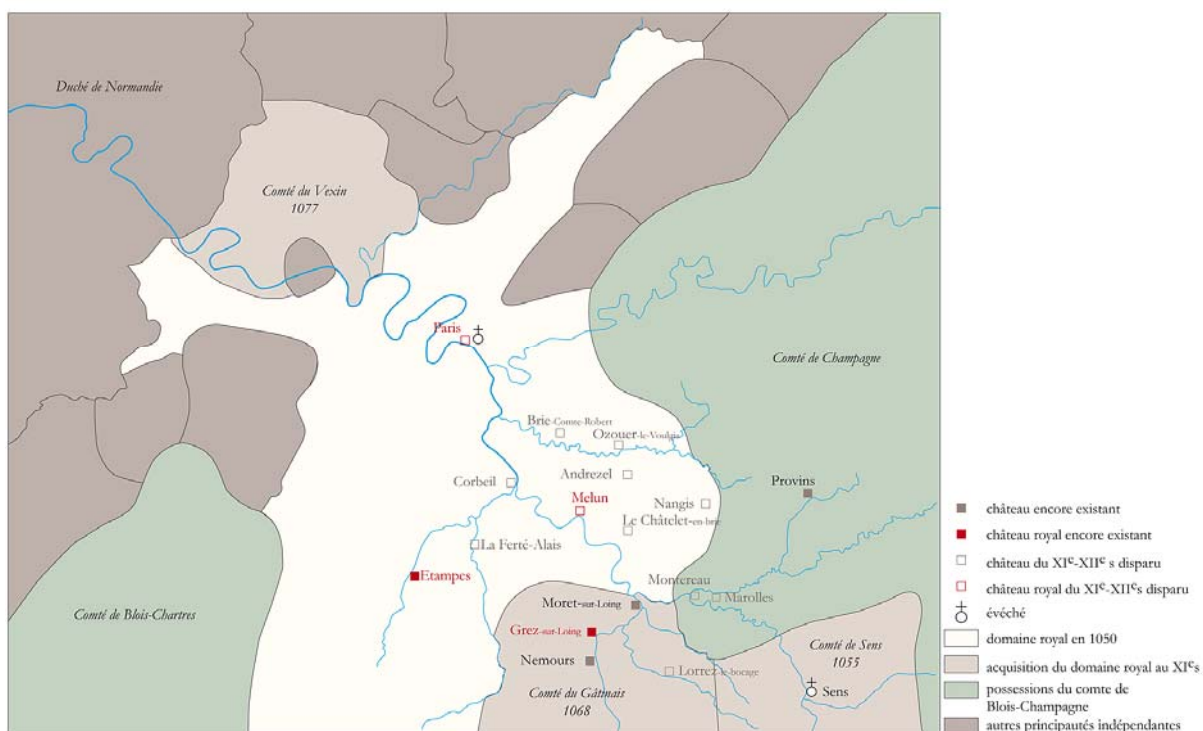 Duché de Normandie
Comté du Vexin
1077
Paris
Comté de Champagne
Brie-Comte-Robert
Ozouer-le-Voulgis
Andrezel
Corbeil
Melun
Nangis
Provins
Le Châtelet-en-brie
La Ferté-Alais
Etampes
Montereau
Marolles
Moret-sur-Loing
Comté de Blois-Chartres
Grez-sur-Loing
Nemours
Lorrez-le-bocage
Comté de Sens
1055
Sens
Comté du Gâtinais
1068
château encore existant
château royal encore existant
château du XIe-XIIe s disparu
château royal du XIe-XIIes disparu
évéché
domaine royal en 1050
acquisition du domaine royal au XIes
possessions du comte de
Blois-Champagne
autres principautés indépendantes